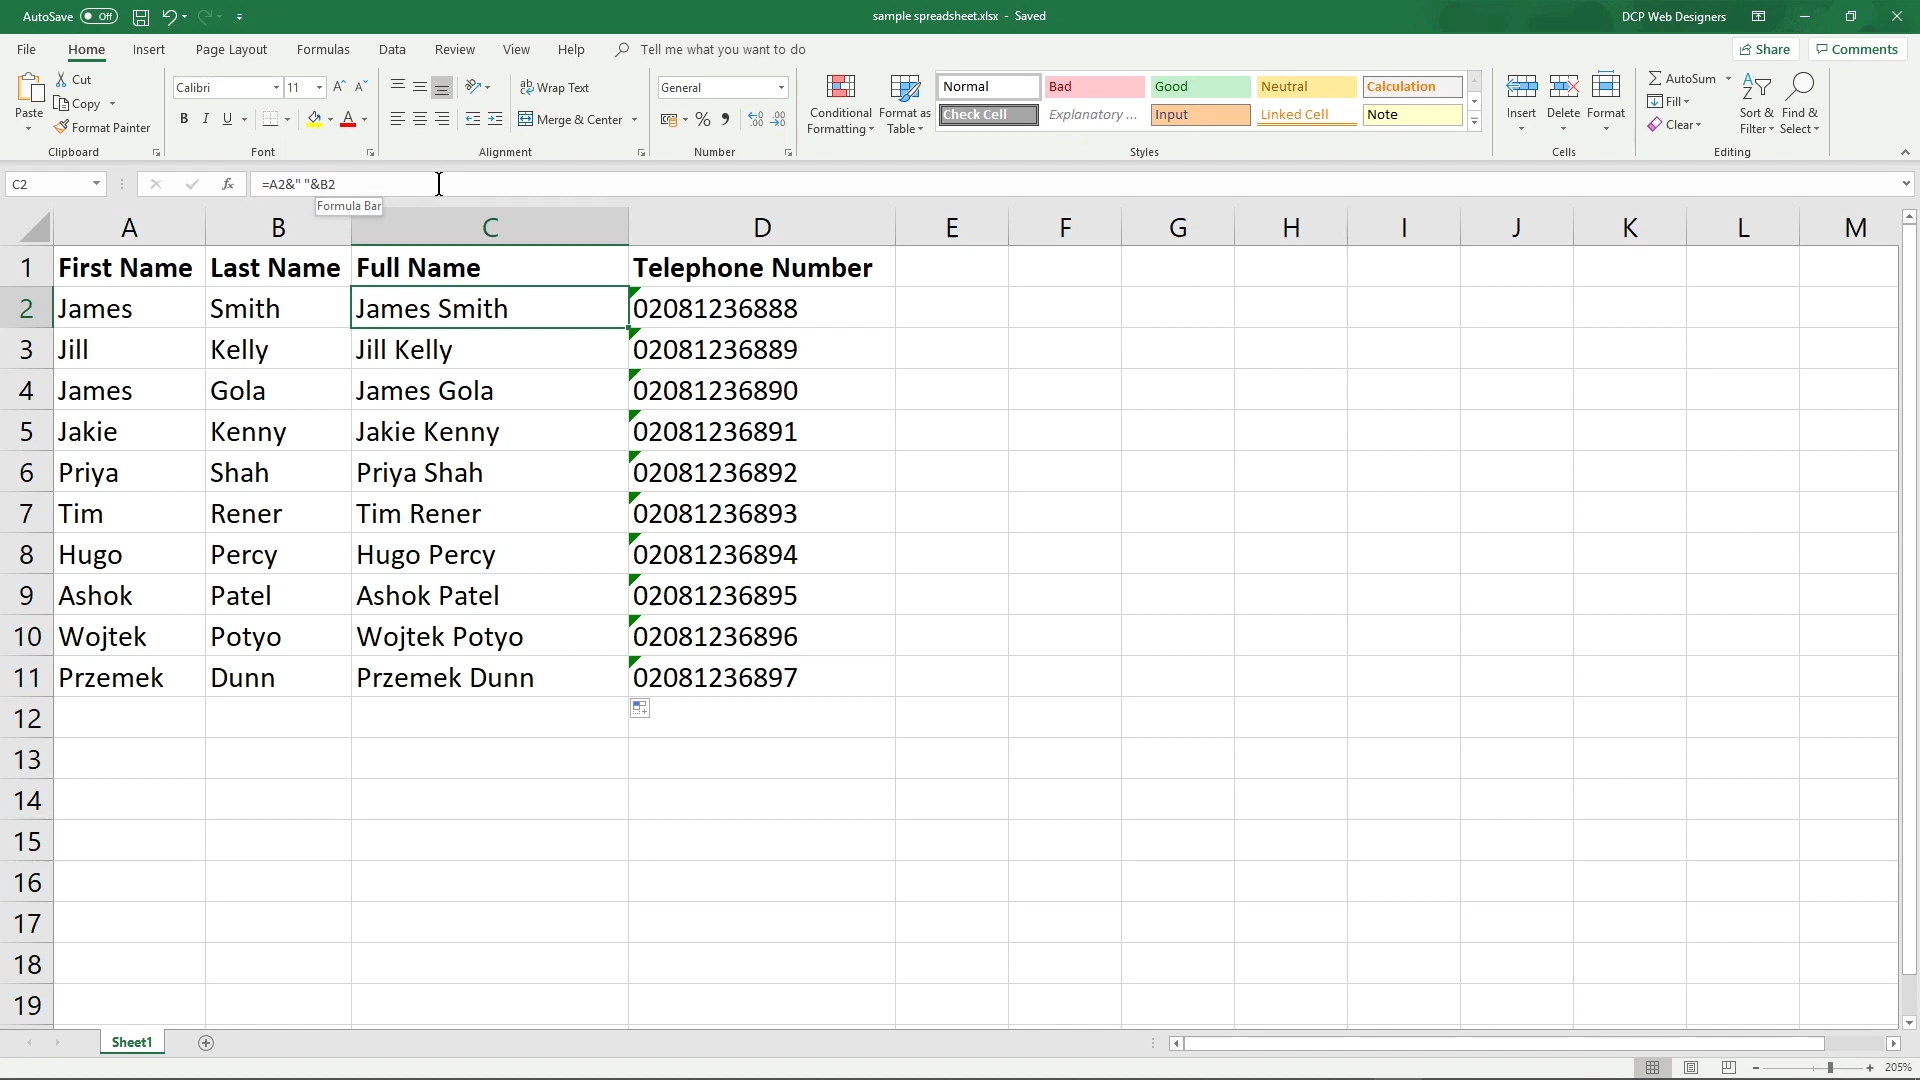 AutoSave Off sample spreadsheet.xlsx - Saved DCP Web Designers
File Home Insert Page Layout Formulas Data Review View Help Tell me what you want to do Share Comments
Paste Cut Copy Format Painter
Clipboard
Calibri 11 A A
B I U A
Font
Wrap Text
Merge & Center
Alignment
General
% , .00 .00
Number
Conditional Formatting
Format as Table
Normal Bad Good Neutral Calculation
Check Cell Explanatory ... Input Linked Cell Note
Styles
Insert Delete Format
Cells
AutoSum Fill Clear
Sort & Filter
Find & Select
Editing
C2 fx =A2&" "&B2
Formula Bar
A B C D E F G H I J K L M
1 First Name Last Name Full Name Telephone Number
2 James Smith James Smith 02081236888
3 Jill Kelly Jill Kelly 02081236889
4 James Gola James Gola 02081236890
5 Jakie Kenny Jakie Kenny 02081236891
6 Priya Shah Priya Shah 02081236892
7 Tim Rener Tim Rener 02081236893
8 Hugo Percy Hugo Percy 02081236894
9 Ashok Patel Ashok Patel 02081236895
10 Wojtek Potyo Wojtek Potyo 02081236896
11 Przemek Dunn Przemek Dunn 02081236897
12
13
14
15
16
17
18
19
Sheet1
205%